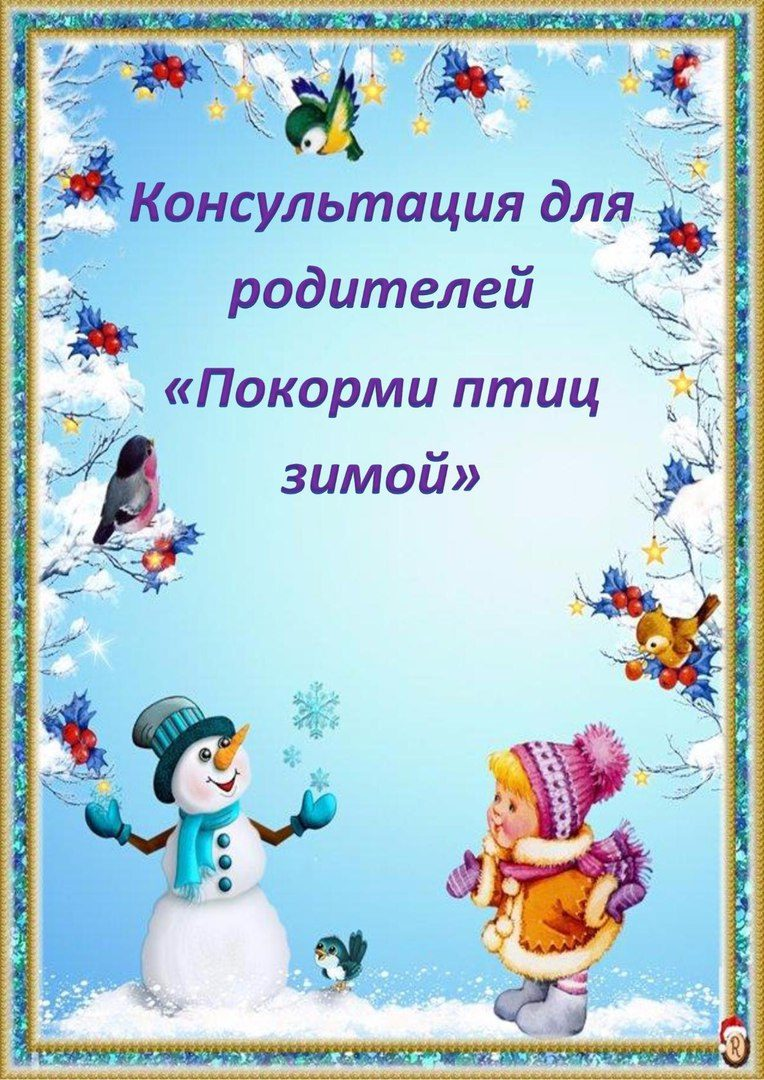 Консультация для
родителей
«Покорми птиц
зимой»
R